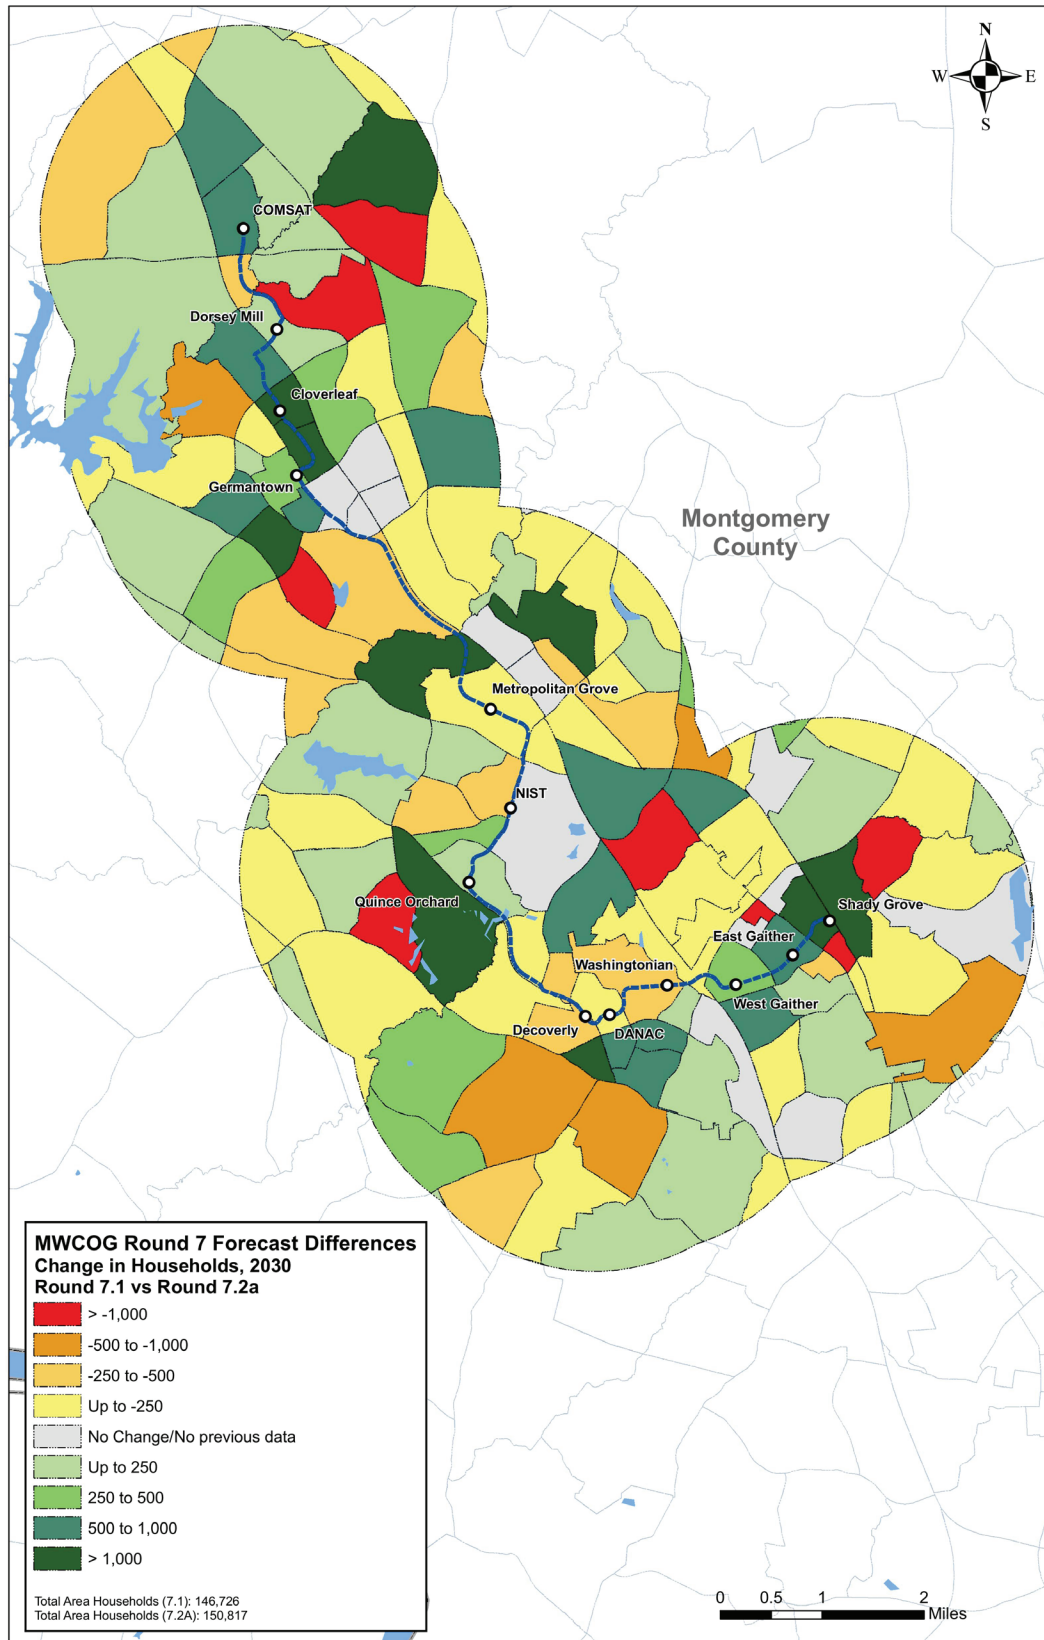 N
W E
S
COMSAT
Dorsey Mill
Cloverleaf
Germantown
Montgomery
County
Metropolitan Grove
NIST
Quince Orchard
Shady Grove
East Gaither
Washingtonian
West Gaither
Decoverly
DANAC
MWCOG Round 7 Forecast Differences
Change in Households, 2030
Round 7.1 vs Round 7.2a
> -1,000
-500 to -1,000
-250 to -500
Up to -250
No Change/No previous data
Up to 250
250 to 500
500 to 1,000
> 1,000
Total Area Households (7.1): 146,726
Total Area Households (7.2A): 150,817
0 0.5 1 2
Miles